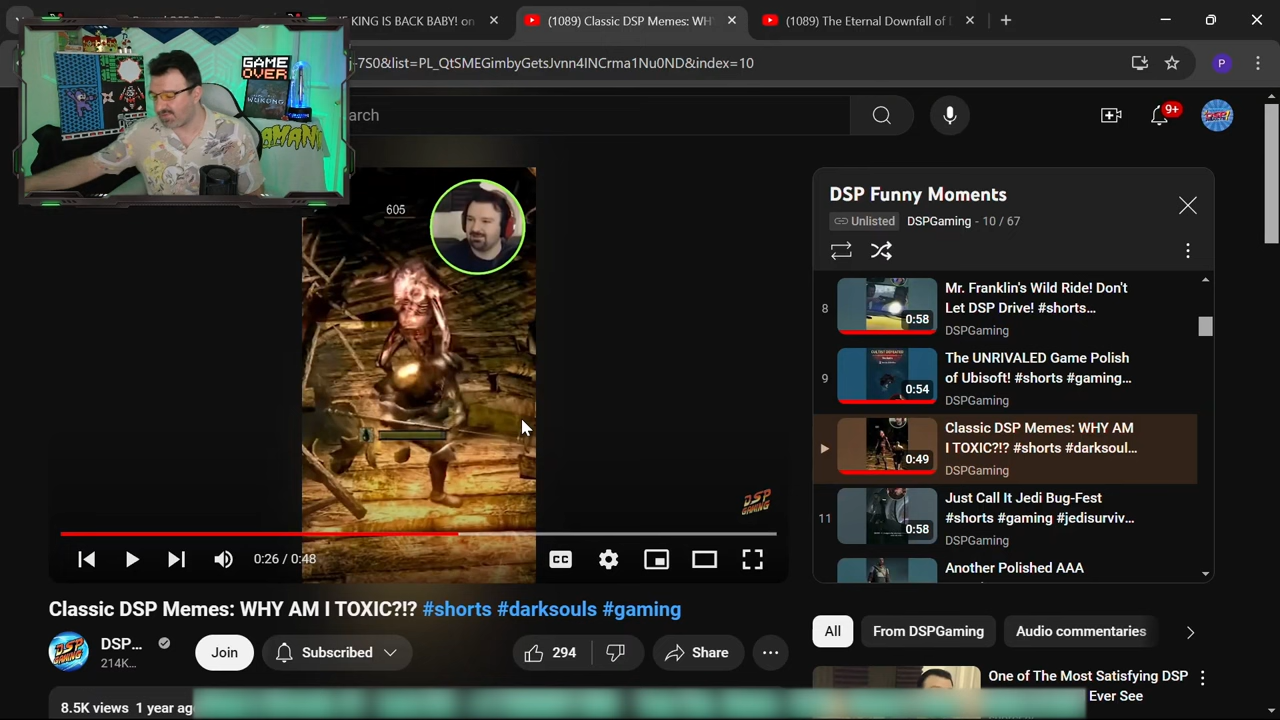 KING IS BACK BABY! on
(1089) Classic DSP Memes: WH
(1089) The Eternal Downfall of
j-7S0&list=PL_QtSMEGimbyGetsJvnn4INCrma1Nu0ND&index=10
GAME
OVER
WUKONG
arch
9+
P
605
DSP
GAMING
DSP Funny Moments
Unlisted DSPGaming - 10 / 67
8
0:58
Mr. Franklin's Wild Ride! Don't
Let DSP Drive! #shorts...
DSPGaming
9
0:54
The UNRIVALED Game Polish
of Ubisoft! #shorts #gaming...
DSPGaming
0:49
Classic DSP Memes: WHY AM
I TOXIC?!? #shorts #darksoul...
DSPGaming
11
0:58
Just Call It Jedi Bug-Fest
#shorts #gaming #jedisurviv...
DSPGaming
Another Polished AAA
0:26 / 0:48
CC
Classic DSP Memes: WHY AM I TOXIC?!? #shorts #darksouls #gaming
DSP...
214K...
Join
Subscribed
294
Share
All
From DSPGaming
Audio commentaries
One of The Most Satisfying DSP
Ever See
8.5K views 1 year ag